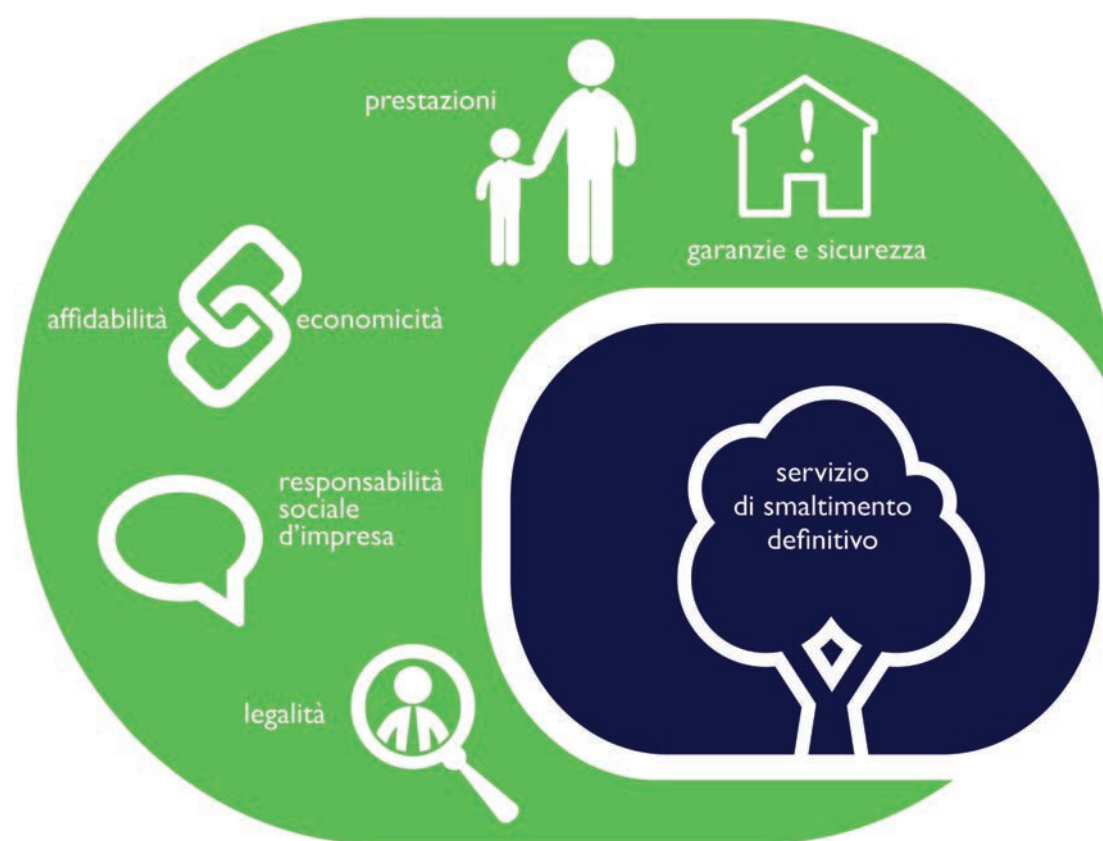 prestazioni
garanzie e sicurezza
affidabilità
economicità
responsabilità
sociale
d'impresa
legalità
servizio
di smaltimento
definitivo